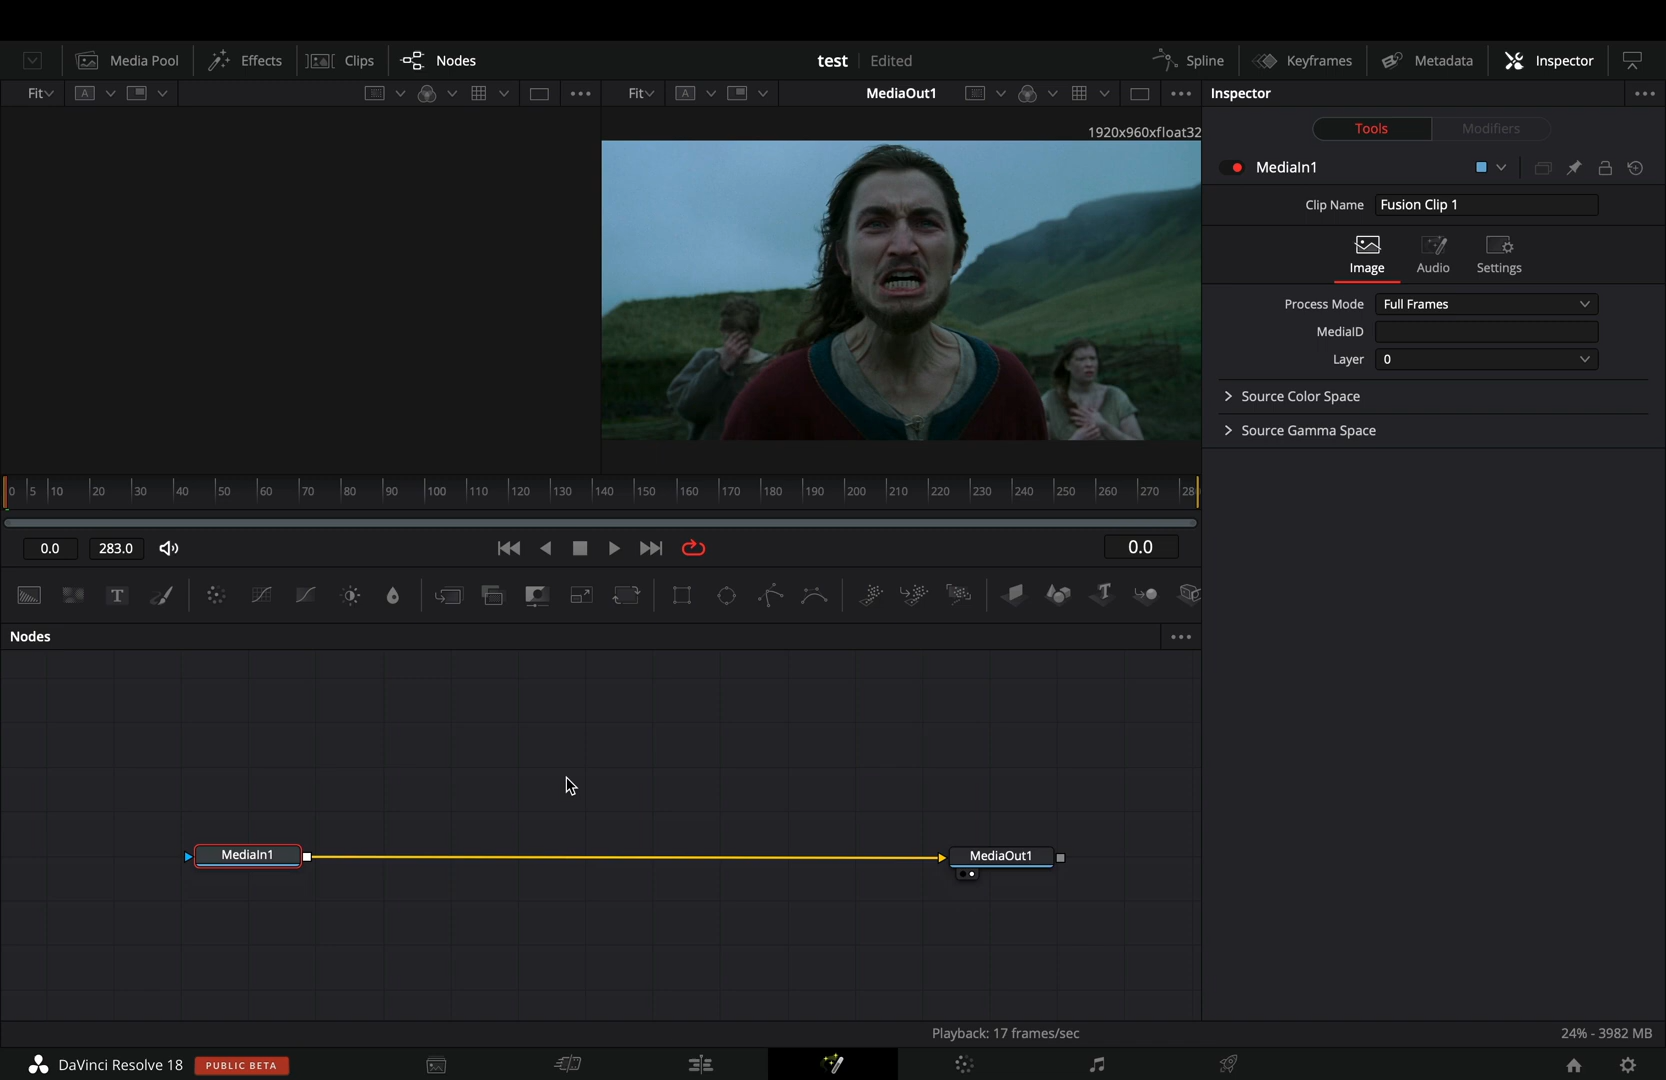 Media Pool Effects Clips Nodes test Edited Spline Keyframes Metadata Inspector
Fit A Fit A MediaOut1 Inspector
1920x960xfloat32
Tools Modifiers
MediaIn1
Clip Name Fusion Clip 1
Image Audio Settings
Process Mode Full Frames
MediaID
Layer 0
Source Color Space
Source Gamma Space
0 5 10 20 30 40 50 60 70 80 90 100 110 120 130 140 150 160 170 180 190 200 210 220 230 240 250 260 270 28
0.0 283.0 0.0
T T
Nodes
MediaIn1 MediaOut1
Playback: 17 frames/sec 24% - 3982 MB
DaVinci Resolve 18 PUBLIC BETA